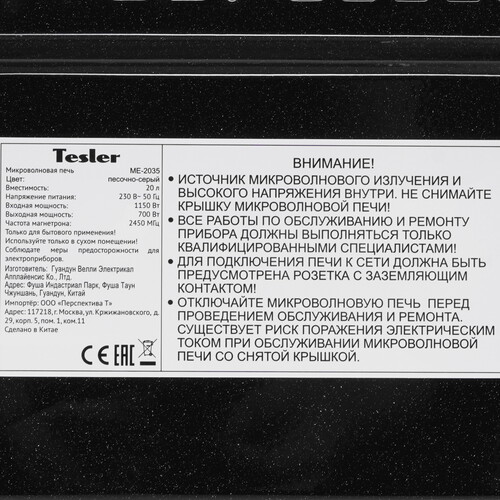 Tesler
Микроволновая печь ME-2035
Цвет: песочно-серый
Вместимость: 20 л
Напряжение питания: 230 В~ 50 Гц
Входная мощность: 1150 Вт
Выходная мощность: 700 Вт
Частота магнетрона: 2450 МГц
Только для бытового применения!
Используйте только в сухом помещении!
Соблюдайте меры предосторожности для
электроприборов.
Изготовитель: Гуандун Велли Электрикал
Апплайенсис Ко., Лтд.
Адрес: Фуша Индастриал Парк, Фуша Таун
Чжуншань, Гуандун, Китай
Импортёр: ООО «Перспектива Т»
Адрес: 117218, г. Москва, ул. Кржижановского, д.
29, корп. 5, пом. 1, ком.11
Сделано в Китае
CE EAC
ВНИМАНИЕ!
• ИСТОЧНИК МИКРОВОЛНОВОГО ИЗЛУЧЕНИЯ И
ВЫСОКОГО НАПРЯЖЕНИЯ ВНУТРИ. НЕ СНИМАЙТЕ
КРЫШКУ МИКРОВОЛНОВОЙ ПЕЧИ!
• ВСЕ РАБОТЫ ПО ОБСЛУЖИВАНИЮ И РЕМОНТУ
ПРИБОРА ДОЛЖНЫ ВЫПОЛНЯТЬСЯ ТОЛЬКО
КВАЛИФИЦИРОВАННЫМИ СПЕЦИАЛИСТАМИ!
• ДЛЯ ПОДКЛЮЧЕНИЯ ПЕЧИ К СЕТИ ДОЛЖНА БЫТЬ
ПРЕДУСМОТРЕНА РОЗЕТКА С ЗАЗЕМЛЯЮЩИМ
КОНТАКТОМ!
• ОТКЛЮЧАЙТЕ МИКРОВОЛНОВУЮ ПЕЧЬ ПЕРЕД
ПРОВЕДЕНИЕМ ОБСЛУЖИВАНИЯ И РЕМОНТА.
СУЩЕСТВУЕТ РИСК ПОРАЖЕНИЯ ЭЛЕКТРИЧЕСКИМ
ТОКОМ ПРИ ОБСЛУЖИВАНИИ МИКРОВОЛНОВОЙ
ПЕЧИ СО СНЯТОЙ КРЫШКОЙ.